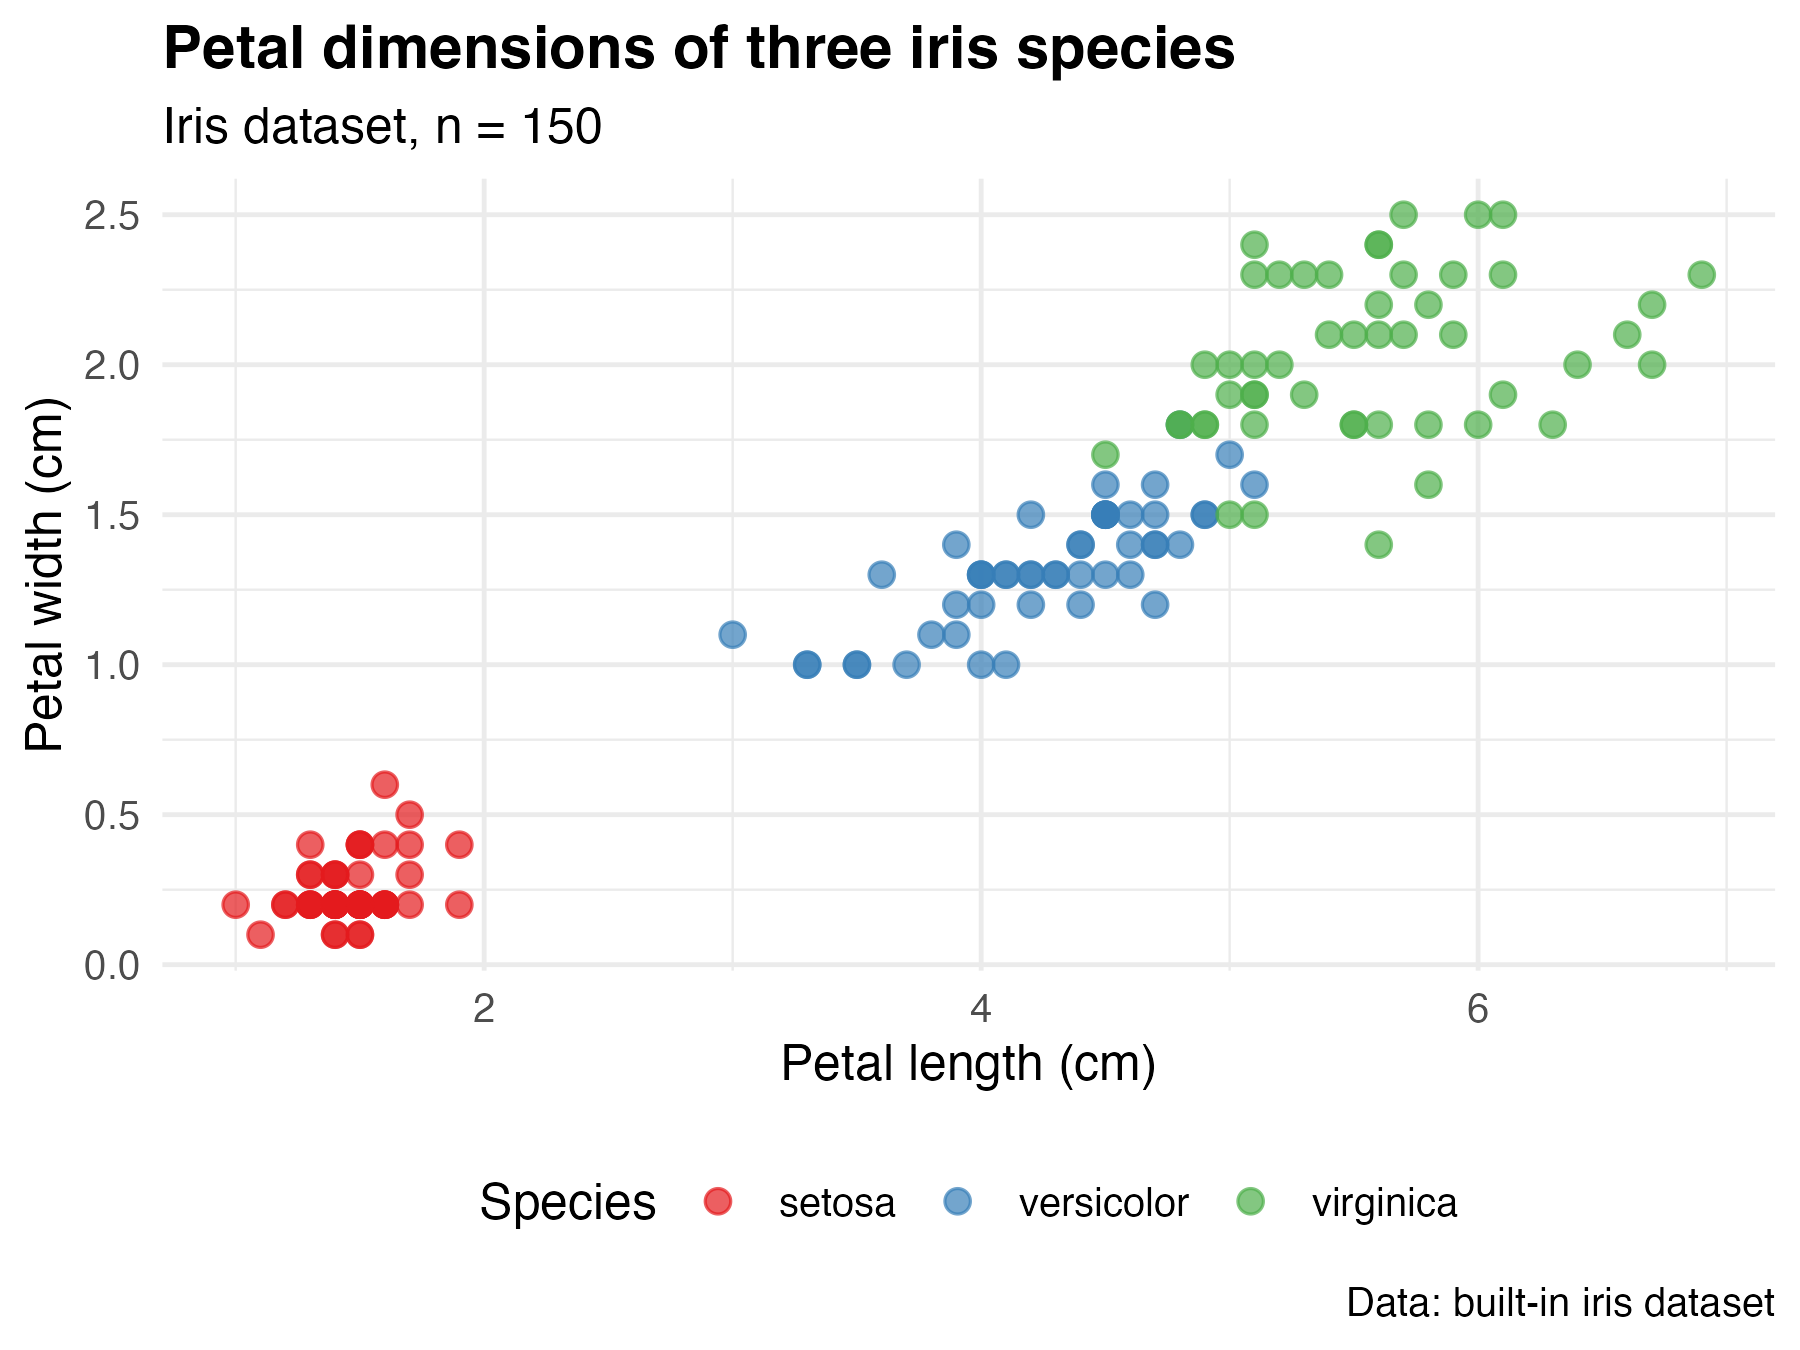 Petal dimensions of three iris species
Iris dataset, n = 150
Petal width (cm)
2.5
2.0
1.5
1.0
0.5
0.0
2 4 6
Petal length (cm)
Species setosa versicolor virginica
Data: built-in iris dataset